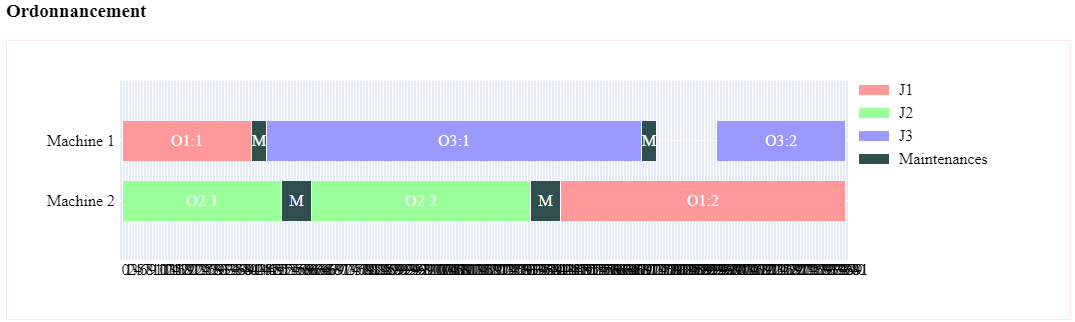 Ordonnancement
J1
J2
J3
Maintenances
Machine 1
O1:1
M
O3:1
M
O3:2
Machine 2
O2:1
M
O2:2
M
O1:2